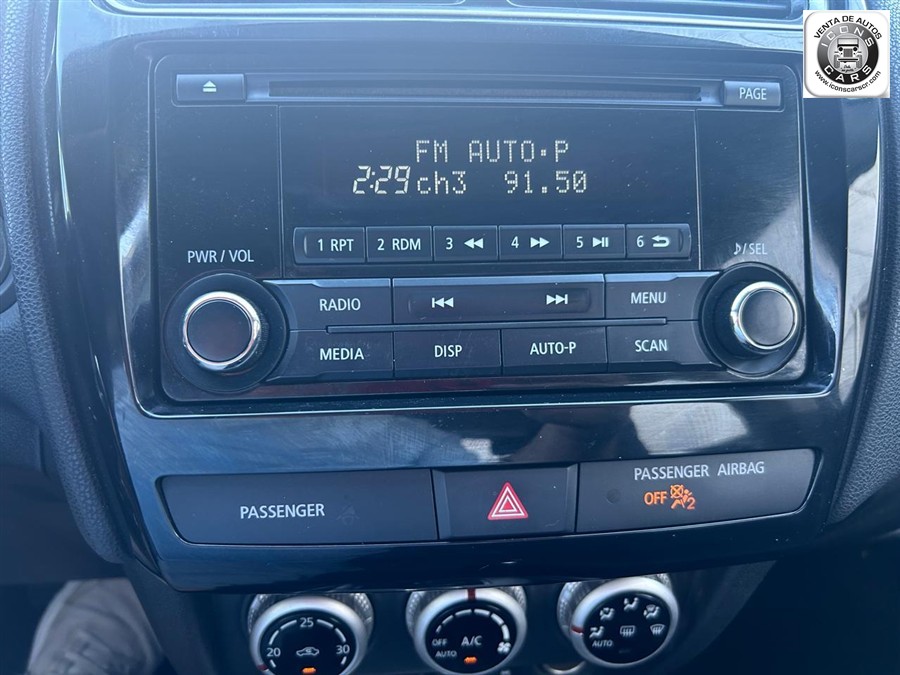 VENTA DE AUTOS
ICONS
CARS
www.iconscarscr.com
PAGE
FM AUTO·P
2:29 ch3 91.50
1 RPT 2 RDM 3 4 5 6
PWR / VOL
♪/SEL
RADIO MENU
MEDIA DISP AUTO-P SCAN
PASSENGER AIRBAG
PASSENGER
OFF 2
25
20 30
OFF A/C
AUTO
AUTO